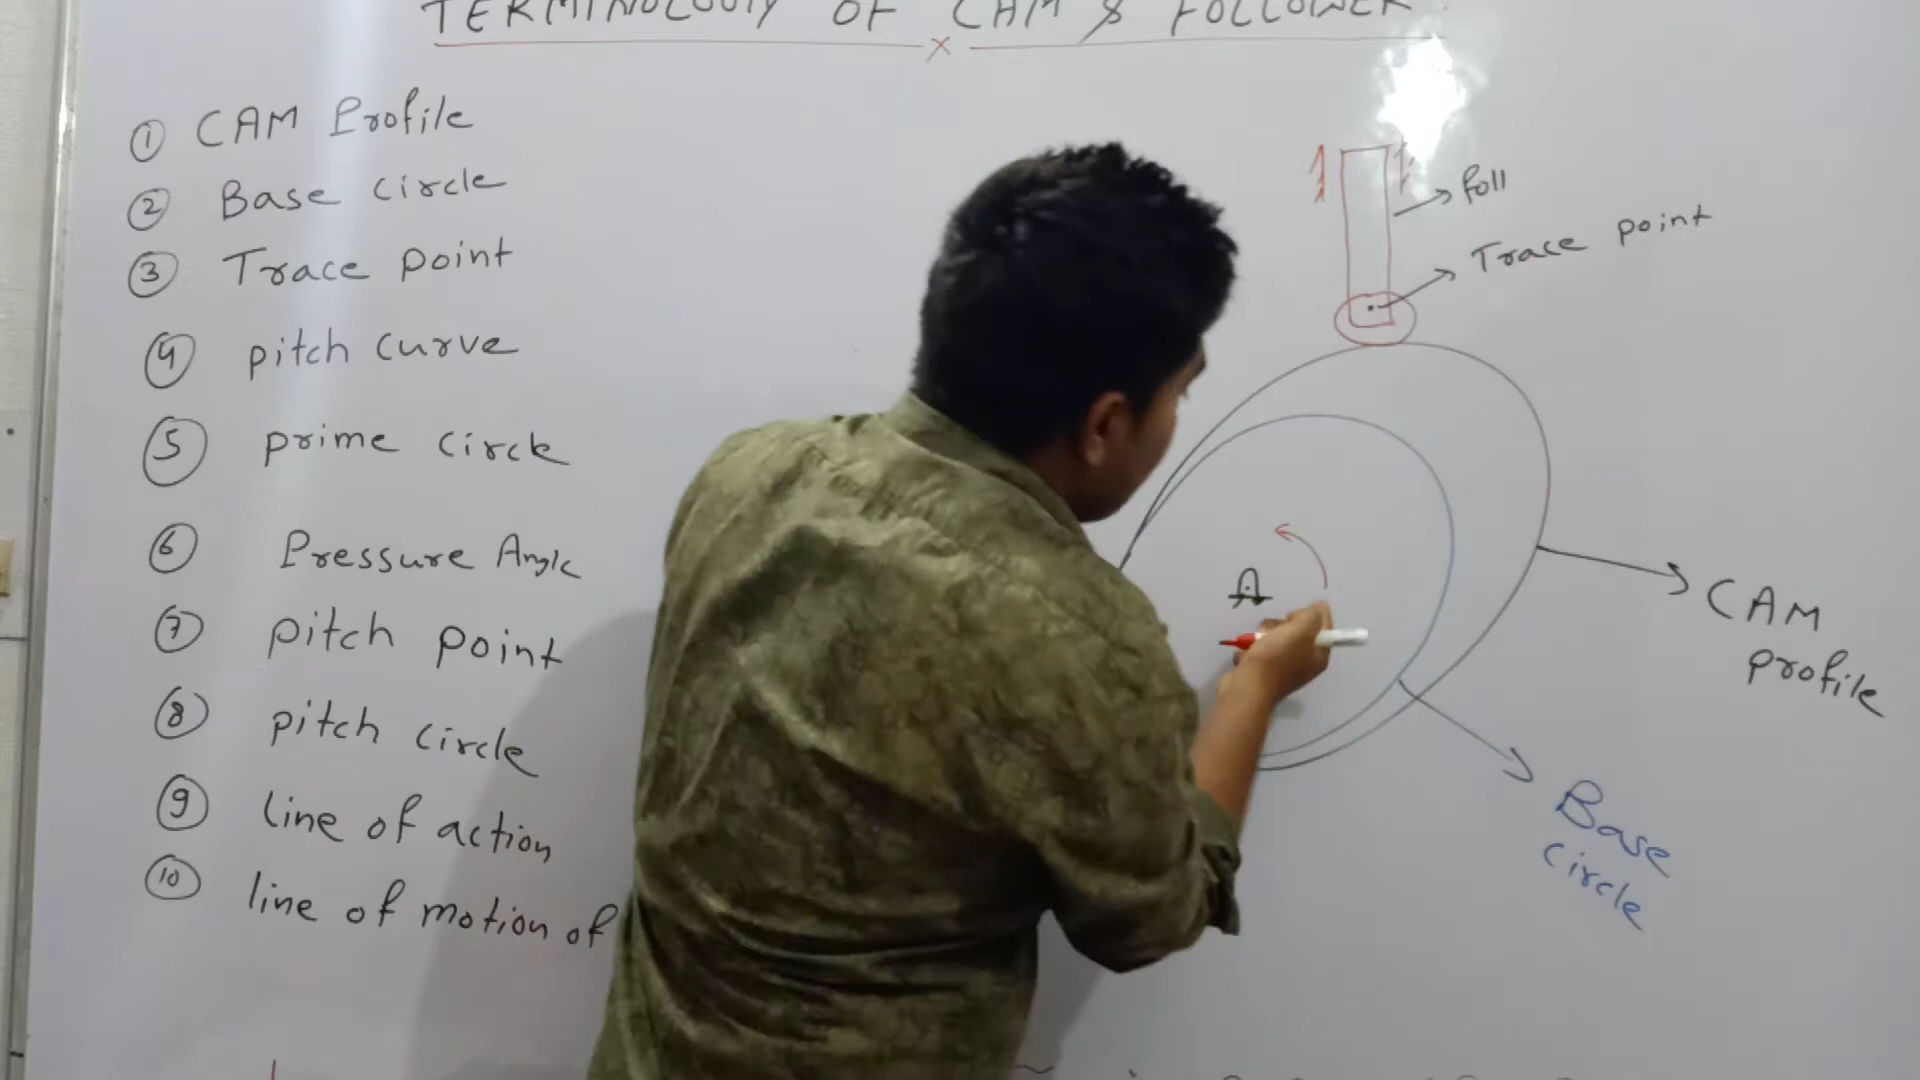 TERMINOLOGY OF CAM & FOLLOWER
① CAM Profile
② Base circle
③ Trace point
④ pitch curve
⑤ prime circle
⑥ Pressure Angle
⑦ pitch point
⑧ pitch circle
⑨ line of action
⑩ line of motion of
foll
Trace point
A
CAM
profile
Base
circle